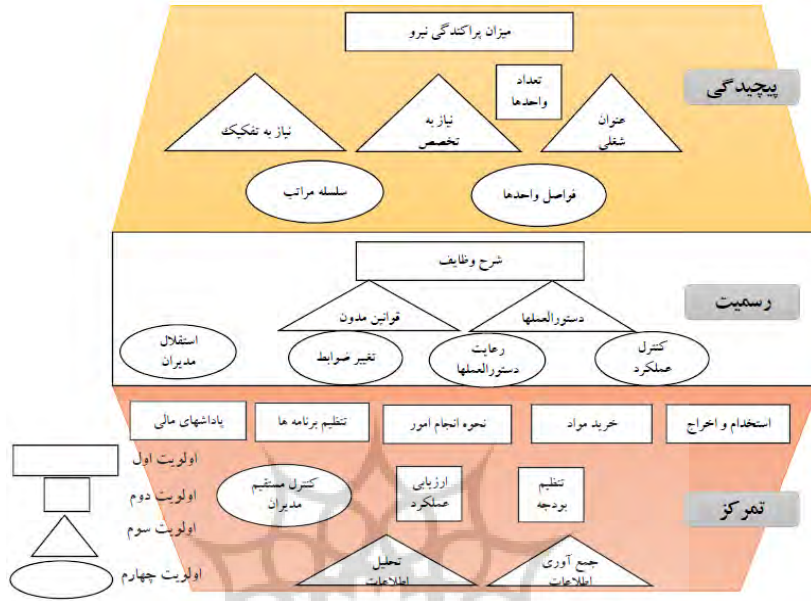 میزان پراکندگی نیرو
پیچیدگی
تعداد
واحدها
عنوان
شغلی
نیاز به
تخصص
نیاز به تفکیک
فواصل واحدها
سلسله مراتب
شرح وظایف
رسمیت
دستورالعملها
قوانین مدون
کنترل
عملکرد
رعایت
دستورالعملها
تغییر ضوابط
استقلال
مدیران
استخدام و اخراج
خرید مواد
نحوه انجام امور
تنظیم برنامه ها
پاداشهای مالی
تمرکز
تنظیم
بودجه
ارزیابی
عملکرد
کنترل مستقیم
مدیران
جمع آوری
اطلاعات
تحلیل
اطلاعات
اولویت اول
اولویت دوم
اولویت سوم
اولویت چهارم